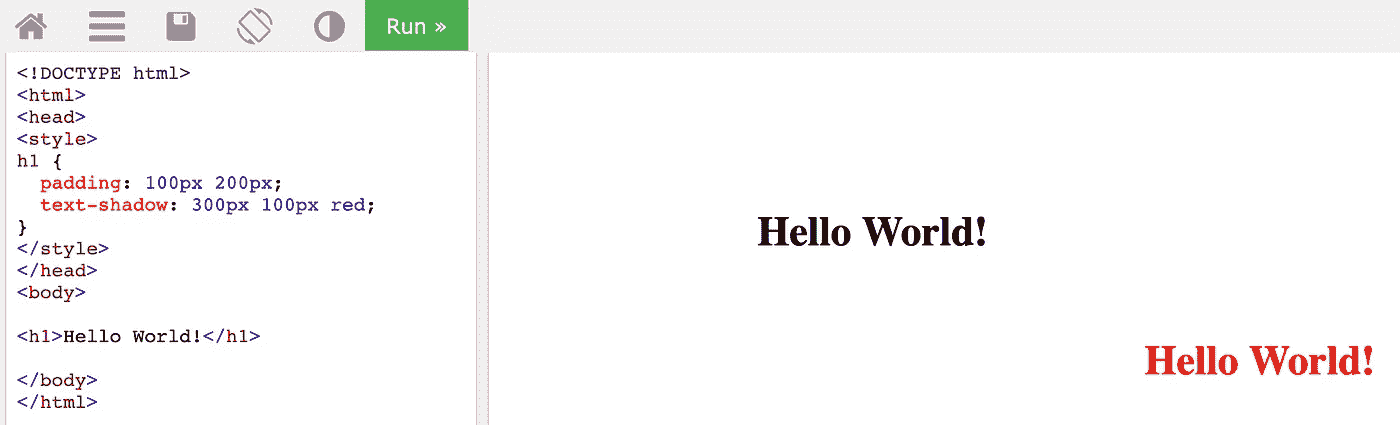 Run »
<!DOCTYPE html>
<html>
<head>
<style>
h1 {
  padding: 100px 200px;
  text-shadow: 300px 100px red;
}
</style>
</head>
<body>

<h1>Hello World!</h1>

</body>
</html>
Hello World!
Hello World!